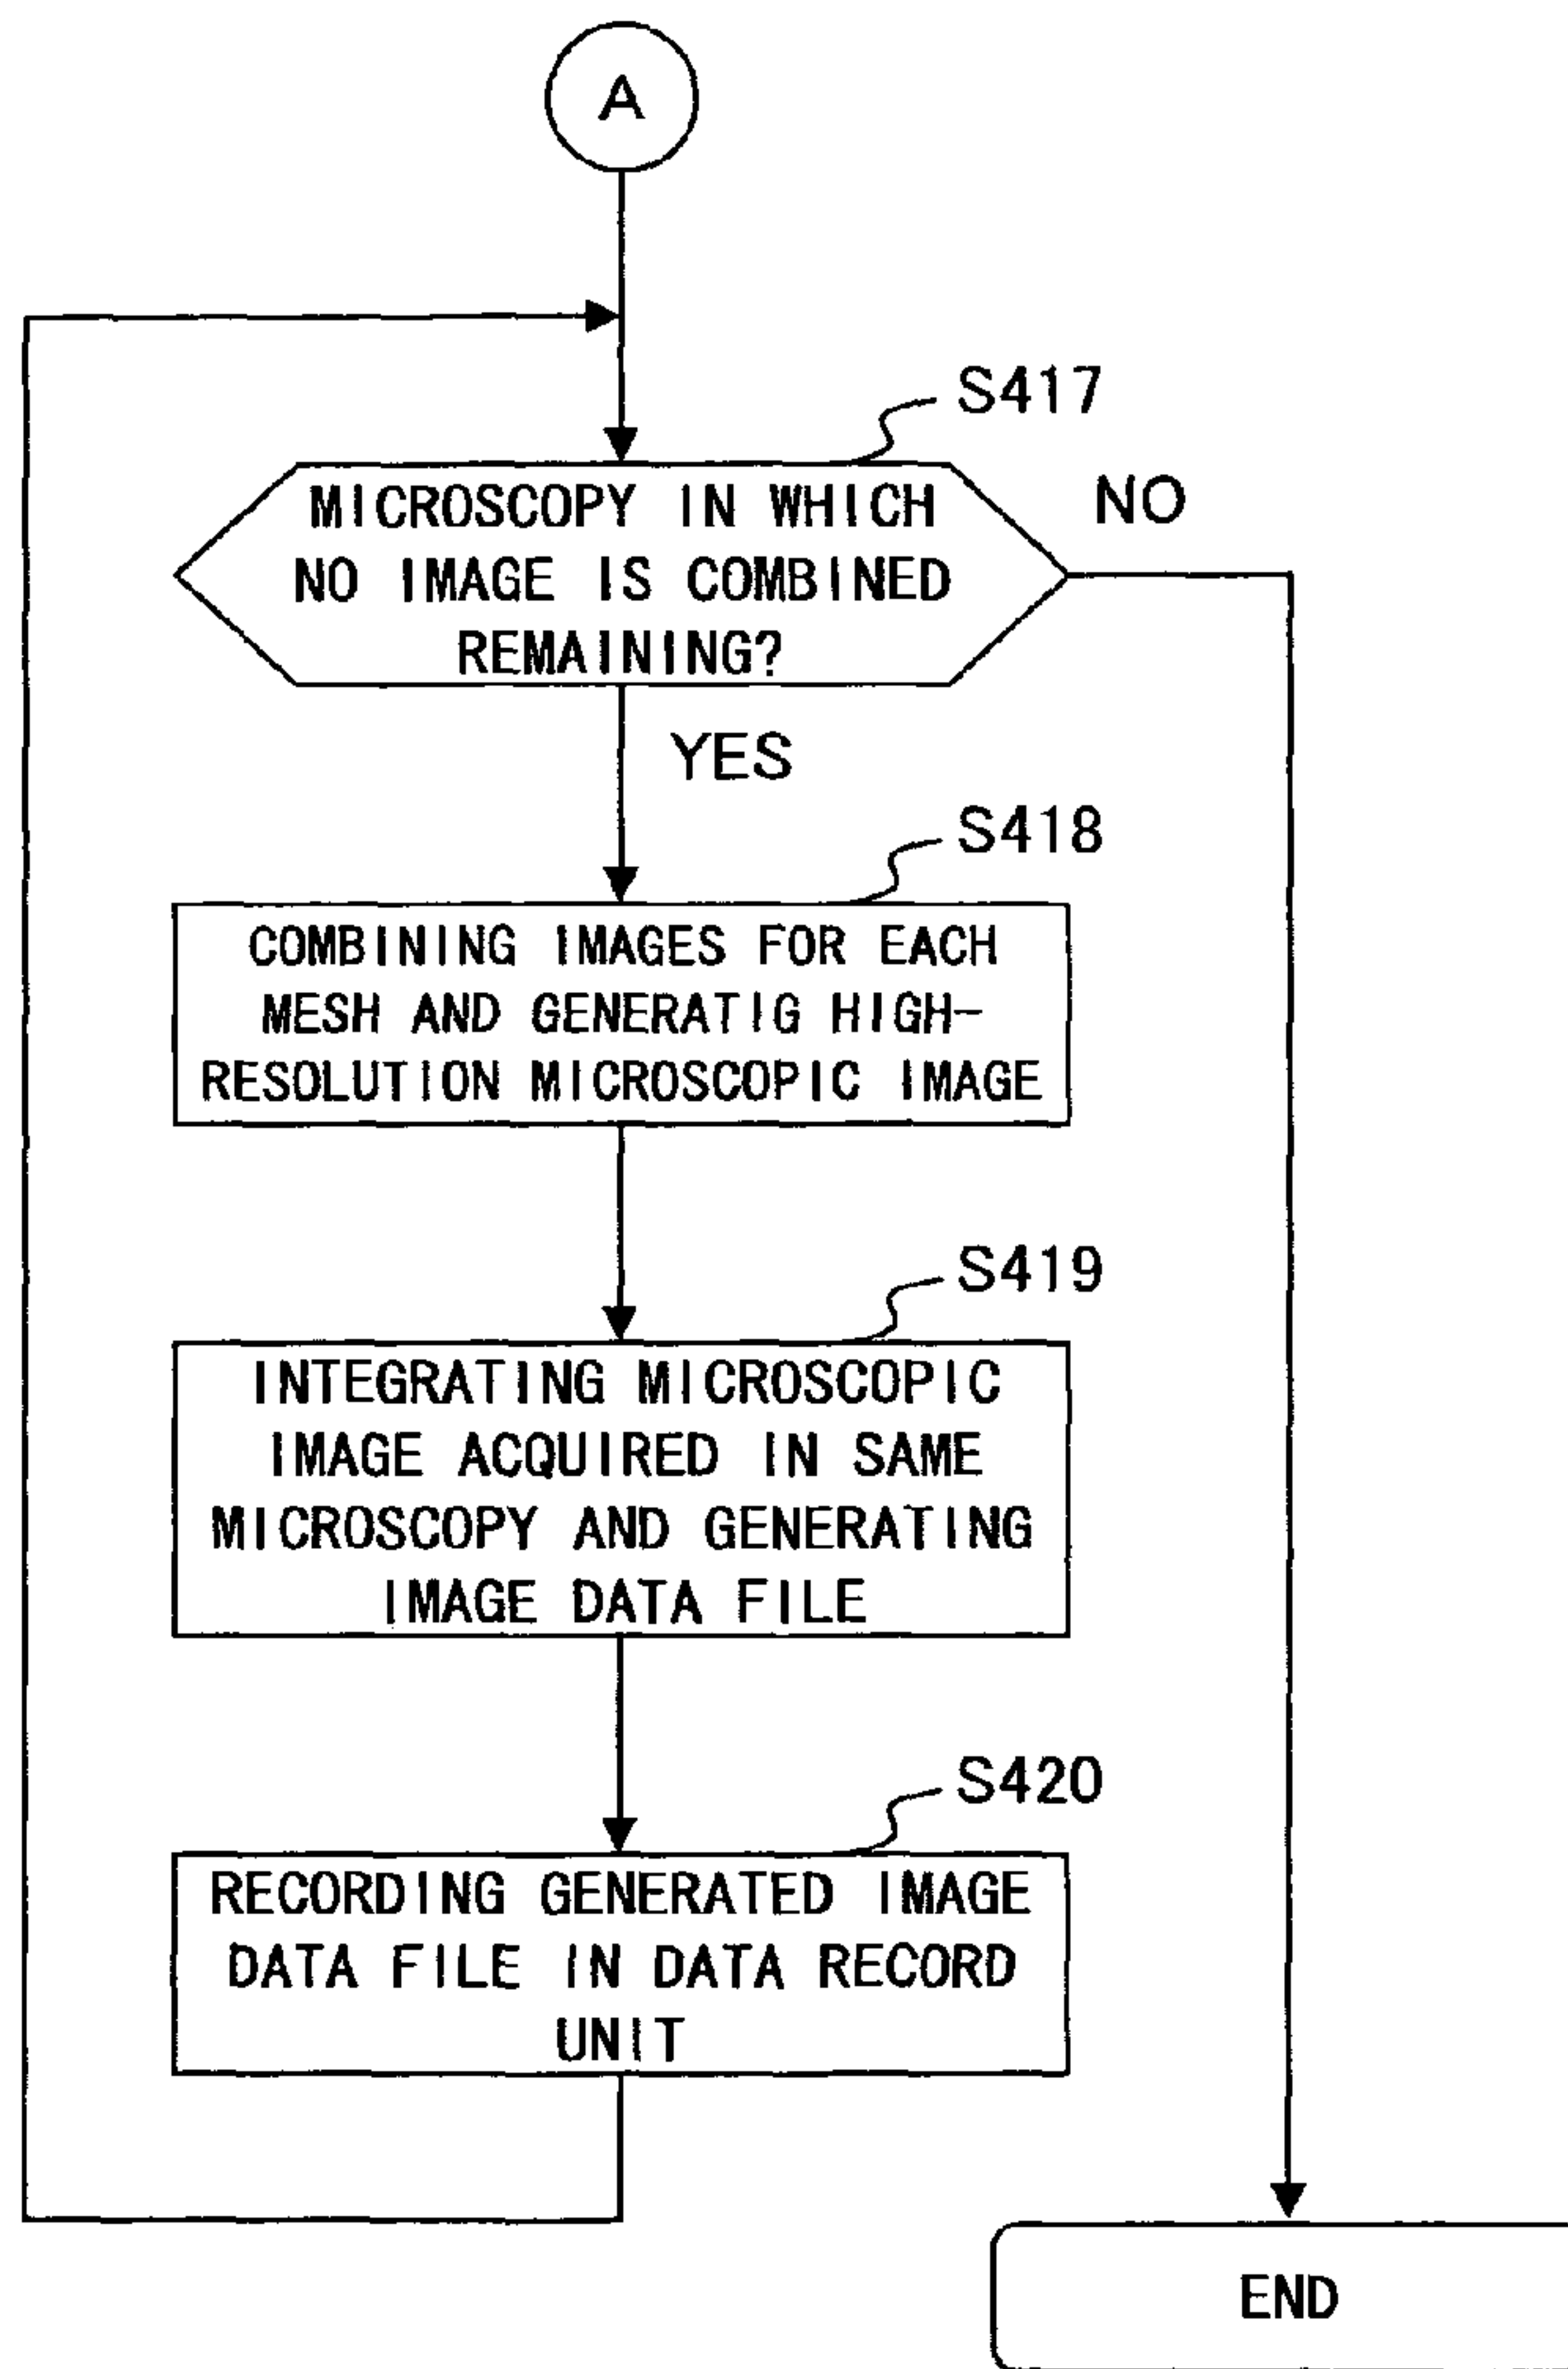 A
S417
MICROSCOPY IN WHICH
NO IMAGE IS COMBINED
REMAINING?
NO
YES
S418
COMBINING IMAGES FOR EACH
MESH AND GENERATIG HIGH-
RESOLUTION MICROSCOPIC IMAGE
S419
INTEGRATING MICROSCOPIC
IMAGE ACQUIRED IN SAME
MICROSCOPY AND GENERATING
IMAGE DATA FILE
S420
RECORDING GENERATED IMAGE
DATA FILE IN DATA RECORD
UNIT
END